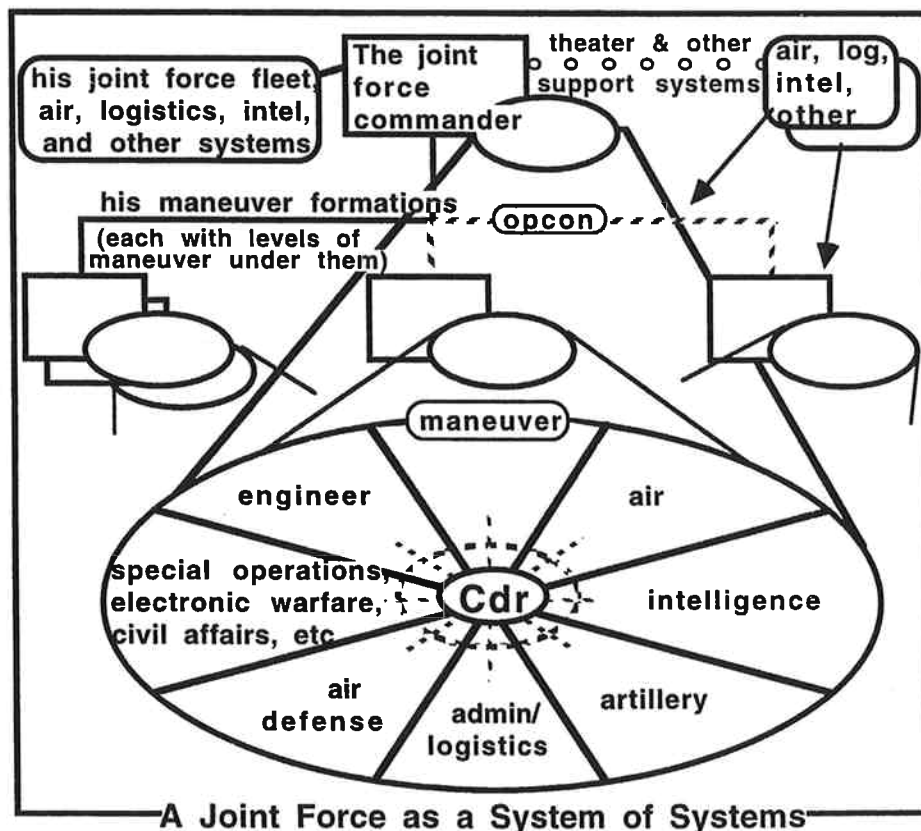 his joint force fleet,
air, logistics, intel,
and other systems
The joint
force
commander
theater & other
support systems
air, log,
intel,
other
his maneuver formations
(each with levels of
maneuver under them)
opcon
maneuver
engineer
air
special operations,
electronic warfare,
civil affairs, etc
Cdr
intelligence
air
defense
admin/
logistics
artillery
A Joint Force as a System of Systems